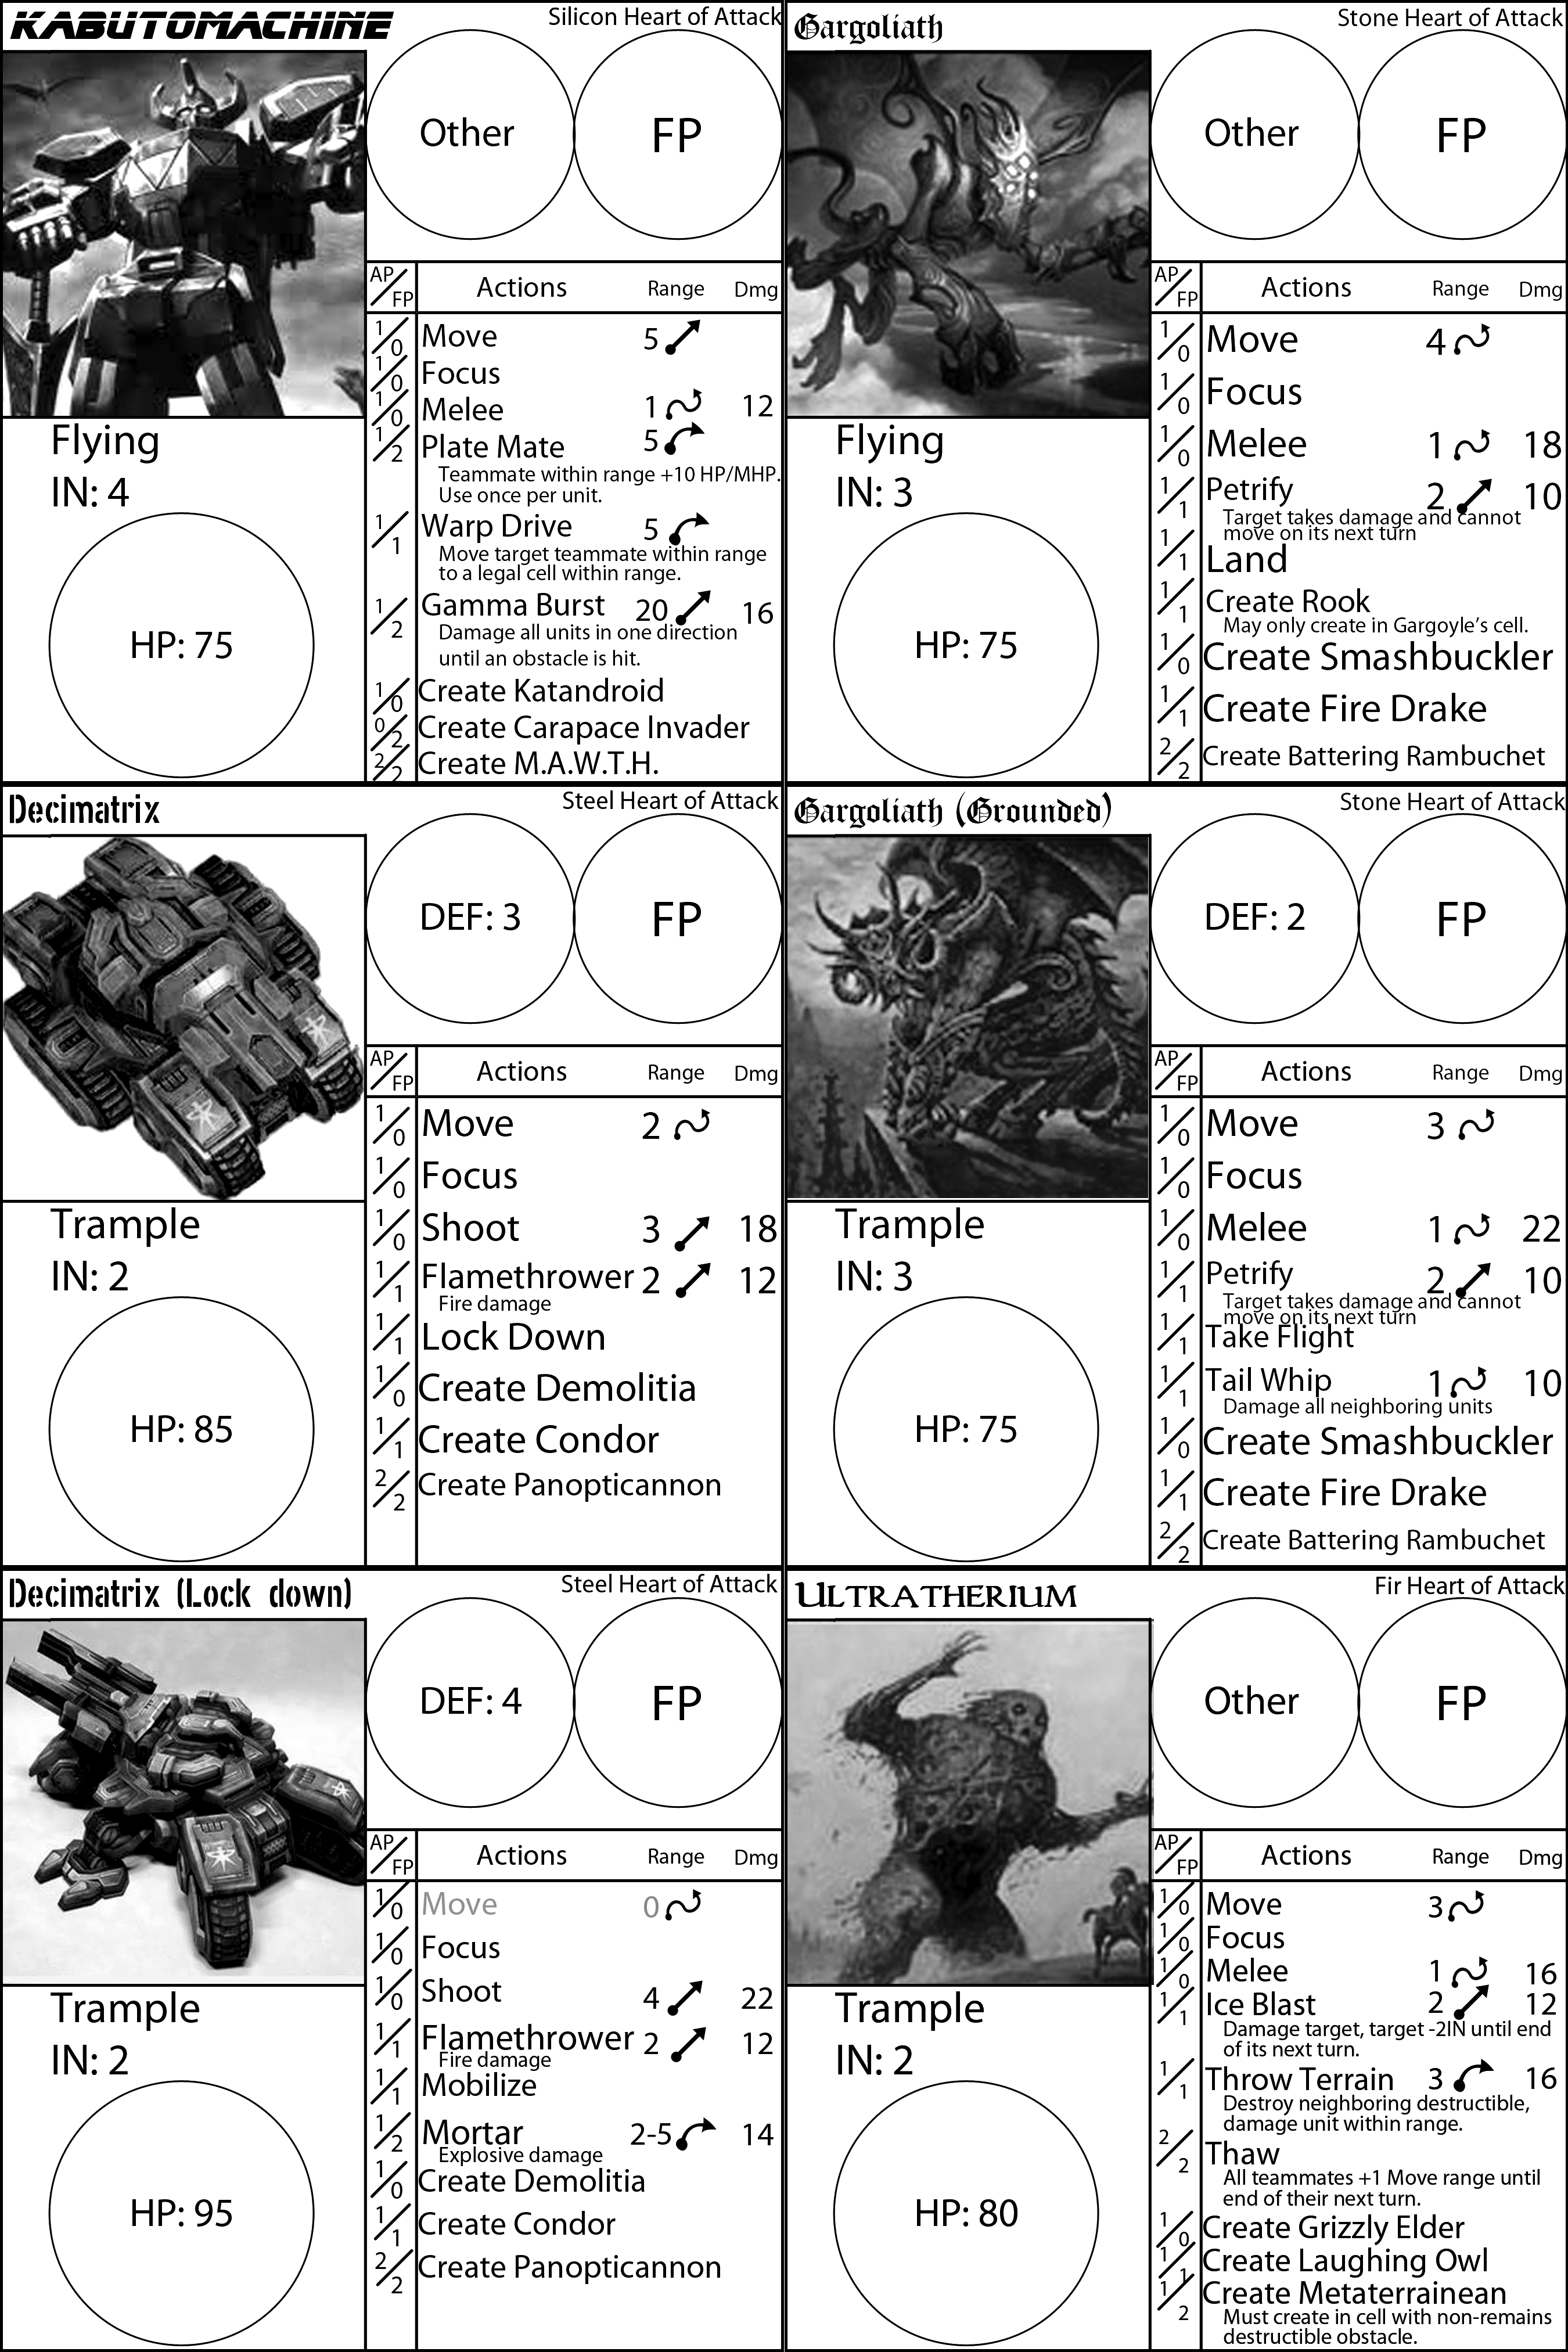 KABUTOMACHINE
Silicon Heart of Attack
Other
FP
Flying
IN: 4
HP: 75
AP/FP Actions Range Dmg
1/0 Move 5
1/0 Focus
1/0 Melee 1 12
1/2 Plate Mate 5
Teammate within range +10 HP/MHP.
Use once per unit.
1/1 Warp Drive 5
Move target teammate within range
to a legal cell within range.
1/2 Gamma Burst 20 16
Damage all units in one direction
until an obstacle is hit.
1/0 Create Katandroid
0/2 Create Carapace Invader
2/2 Create M.A.W.T.H.
Gargoliath
Stone Heart of Attack
Other
FP
Flying
IN: 3
HP: 75
AP/FP Actions Range Dmg
1/0 Move 4
1/0 Focus
1/0 Melee 1 18
1/1 Petrify 2 10
Target takes damage and cannot
move on its next turn
1/1 Land
1/1 Create Rook
May only create in Gargoyle's cell.
1/0 Create Smashbuckler
1/1 Create Fire Drake
2/2 Create Battering Rambuchet
Decimatrix
Steel Heart of Attack
DEF: 3
FP
Trample
IN: 2
HP: 85
AP/FP Actions Range Dmg
1/0 Move 2
1/0 Focus
1/0 Shoot 3 18
1/1 Flamethrower 2 12
Fire damage
1/1 Lock Down
1/0 Create Demolitia
1/1 Create Condor
2/2 Create Panopticannon
Gargoliath (Grounded)
Stone Heart of Attack
DEF: 2
FP
Trample
IN: 3
HP: 75
AP/FP Actions Range Dmg
1/0 Move 3
1/0 Focus
1/0 Melee 1 22
1/1 Petrify 2 10
Target takes damage and cannot
move on its next turn
1/1 Take Flight
1/1 Tail Whip 1 10
Damage all neighboring units
1/0 Create Smashbuckler
1/1 Create Fire Drake
2/2 Create Battering Rambuchet
Decimatrix (Lock down)
Steel Heart of Attack
DEF: 4
FP
Trample
IN: 2
HP: 95
AP/FP Actions Range Dmg
1/0 Move 0
1/0 Focus
1/0 Shoot 4 22
1/1 Flamethrower 2 12
Fire damage
1/1 Mobilize
1/2 Mortar 2-5 14
Explosive damage
1/0 Create Demolitia
1/1 Create Condor
2/2 Create Panopticannon
ULTRATHERIUM
Fir Heart of Attack
Other
FP
Trample
IN: 2
HP: 80
AP/FP Actions Range Dmg
1/0 Move 3
1/0 Focus
1/0 Melee 1 16
1/1 Ice Blast 2 12
Damage target, target -2IN until end
of its next turn.
1/1 Throw Terrain 3 16
Destroy neighboring destructible,
damage unit within range.
2/2 Thaw
All teammates +1 Move range until
end of their next turn.
1/0 Create Grizzly Elder
1/1 Create Laughing Owl
1/2 Create Metaterrainean
Must create in cell with non-remains
destructible obstacle.